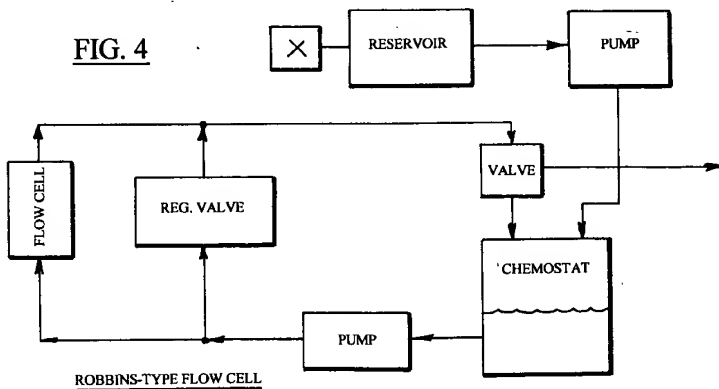 FIG. 4
X
RESERVOIR
PUMP
FLOW CELL
REG. VALVE
VALVE
CHEMOSTAT
PUMP
ROBBINS-TYPE FLOW CELL